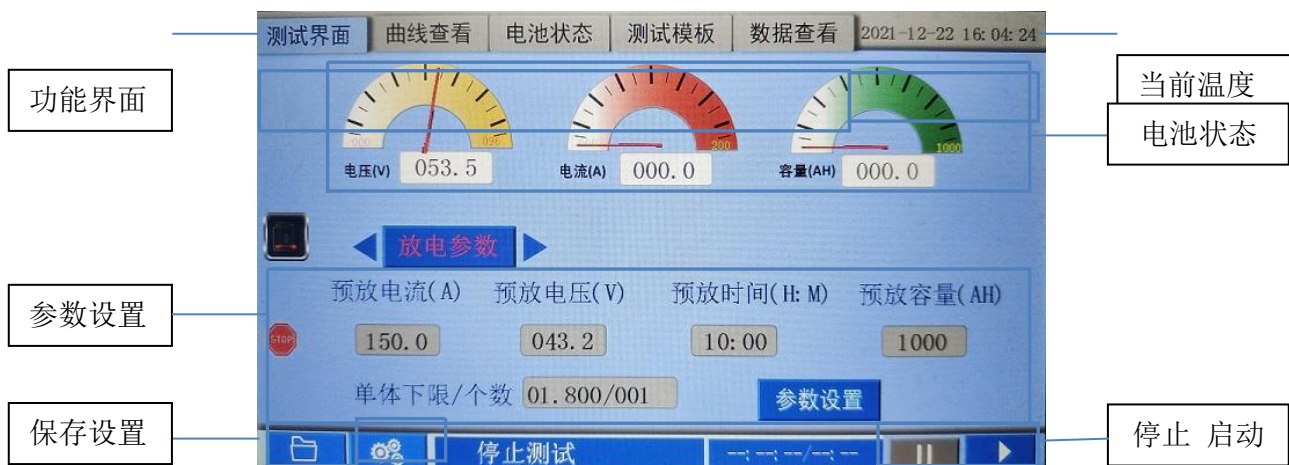 测试界面 曲线查看 电池状态 测试模板 数据查看 2021-12-22 16:04:24
功能界面
当前温度
电池状态
000 096 200 1000
电压(V) 053.5 电流(A) 000.0 容量(AH) 000.0
放电参数
参数设置
预放电流(A) 预放电压(V) 预放时间(H:M) 预放容量(AH)
STOP 150.0 043.2 10:00 1000
单体下限/个数 01.800/001 参数设置
保存设置
停止 启动
停止测试 --:--:--/--:--